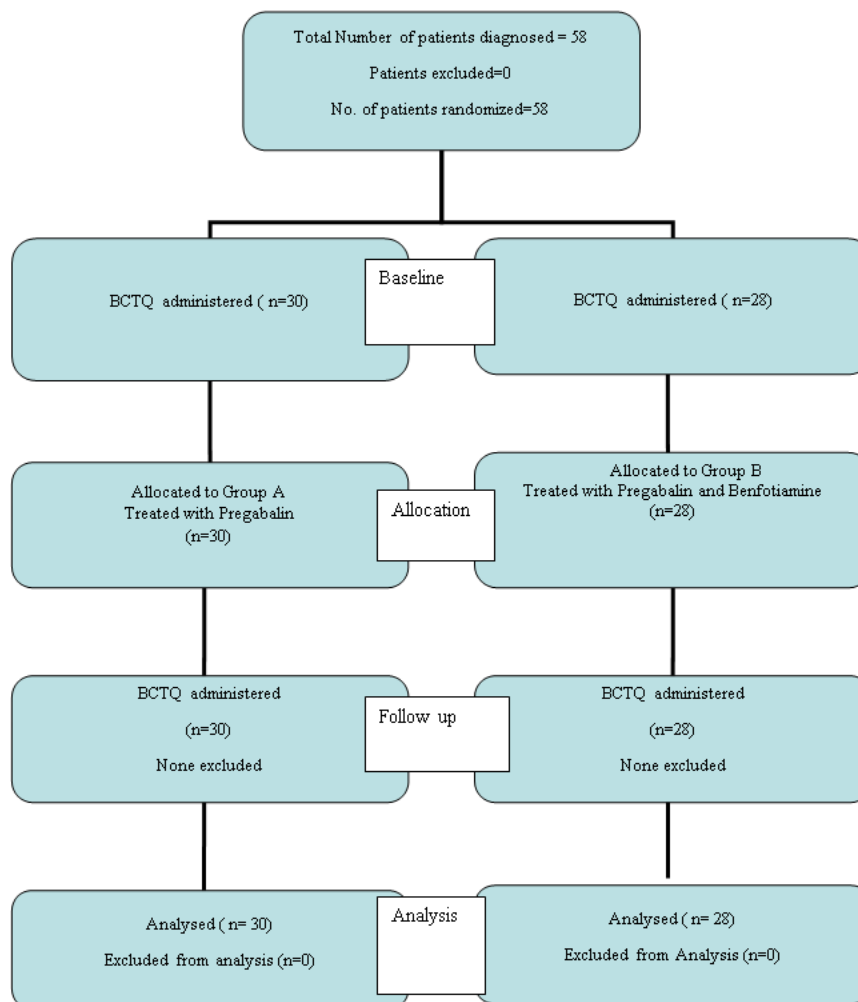 Total Number of patients diagnosed = 58
Patients excluded=0
No. of patients randomized=58
BCTQ administered ( n=30)
Baseline
BCTQ administered ( n=28)
Allocated to Group A
Treated with Pregabalin
(n=30)
Allocation
Allocated to Group B
Treated with Pregabalin and Benfotiamine
(n=28)
BCTQ administered
(n=30)
None excluded
Follow up
BCTQ administered
(n=28)
None excluded
Analysed ( n= 30)
Excluded from analysis (n=0)
Analysis
Analysed ( n= 28)
Excluded from Analysis (n=0)